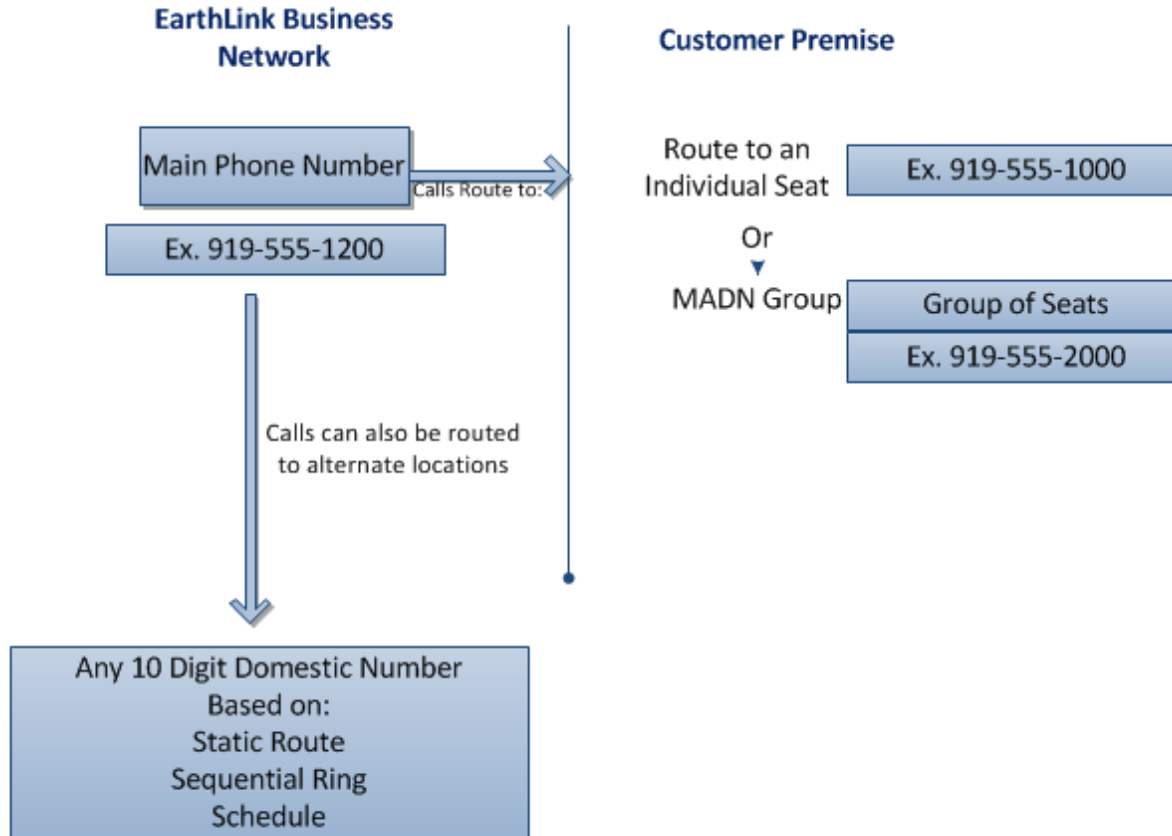 EarthLink Business
Network
Customer Premise
Main Phone Number
Calls Route to:
Ex. 919-555-1200
Route to an
Individual Seat
Ex. 919-555-1000
Or
MADN Group
Group of Seats
Ex. 919-555-2000
Calls can also be routed
to alternate locations
Any 10 Digit Domestic Number
Based on:
Static Route
Sequential Ring
Schedule